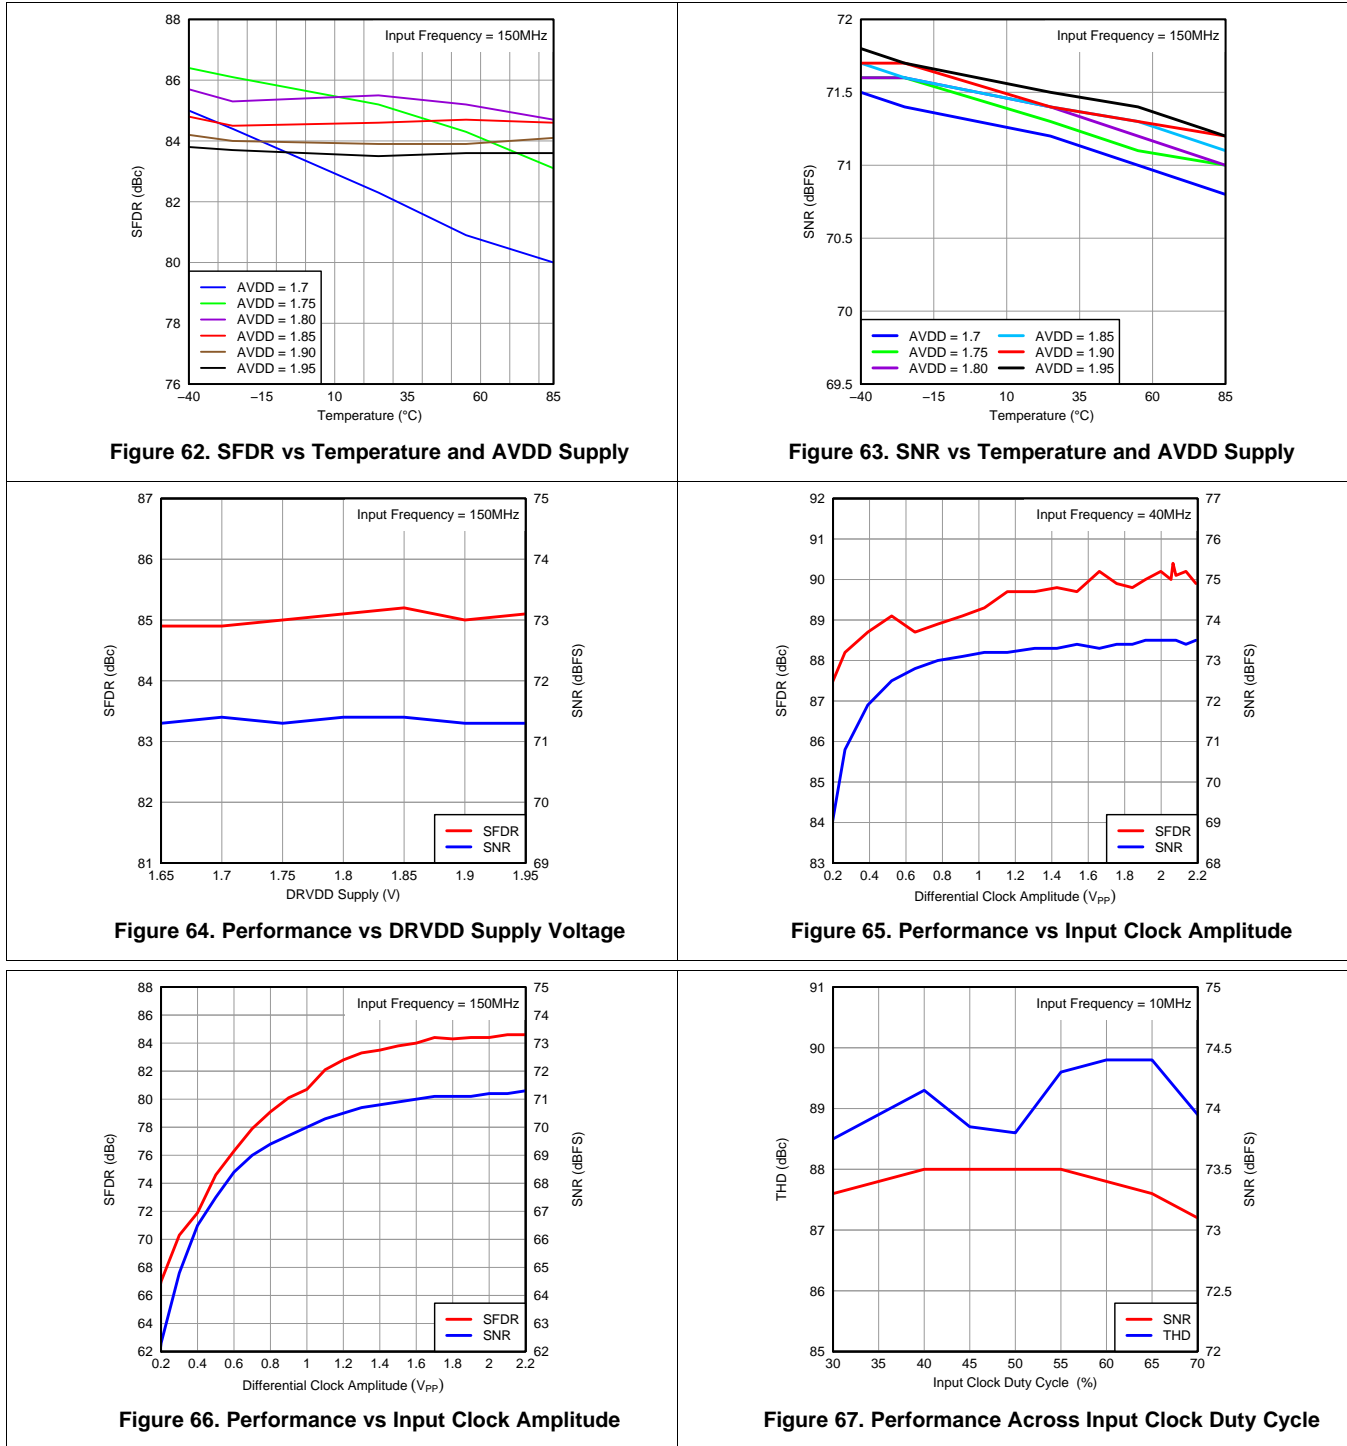 88
86
84
82
80
78
76
SFDR (dBc)
Input Frequency = 150MHz
AVDD = 1.7
AVDD = 1.75
AVDD = 1.80
AVDD = 1.85
AVDD = 1.90
AVDD = 1.95
−40 −15 10 35 60 85
Temperature (°C)
Figure 62. SFDR vs Temperature and AVDD Supply
72
71.5
71
70.5
70
69.5
SNR (dBFS)
Input Frequency = 150MHz
AVDD = 1.7 AVDD = 1.85
AVDD = 1.75 AVDD = 1.90
AVDD = 1.80 AVDD = 1.95
−40 −15 10 35 60 85
Temperature (°C)
Figure 63. SNR vs Temperature and AVDD Supply
87
86
85
84
83
82
81
SFDR (dBc)
Input Frequency = 150MHz
75
74
73
72
71
70
69
SNR (dBFS)
SFDR
SNR
1.65 1.7 1.75 1.8 1.85 1.9 1.95
DRVDD Supply (V)
Figure 64. Performance vs DRVDD Supply Voltage
92
91
90
89
88
87
86
85
84
83
SFDR (dBc)
Input Frequency = 40MHz
77
76
75
74
73
72
71
70
69
68
SNR (dBFS)
SFDR
SNR
0.2 0.4 0.6 0.8 1 1.2 1.4 1.6 1.8 2 2.2
Differential Clock Amplitude (VPP)
Figure 65. Performance vs Input Clock Amplitude
88
86
84
82
80
78
76
74
72
70
68
66
64
62
SFDR (dBc)
Input Frequency = 150MHz
75
74
73
72
71
70
69
68
67
66
65
64
63
62
SNR (dBFS)
SFDR
SNR
0.2 0.4 0.6 0.8 1 1.2 1.4 1.6 1.8 2 2.2
Differential Clock Amplitude (VPP)
Figure 66. Performance vs Input Clock Amplitude
91
90
89
88
87
86
85
THD (dBc)
Input Frequency = 10MHz
75
74.5
74
73.5
73
72.5
72
SNR (dBFS)
SNR
THD
30 35 40 45 50 55 60 65 70
Input Clock Duty Cycle (%)
Figure 67. Performance Across Input Clock Duty Cycle